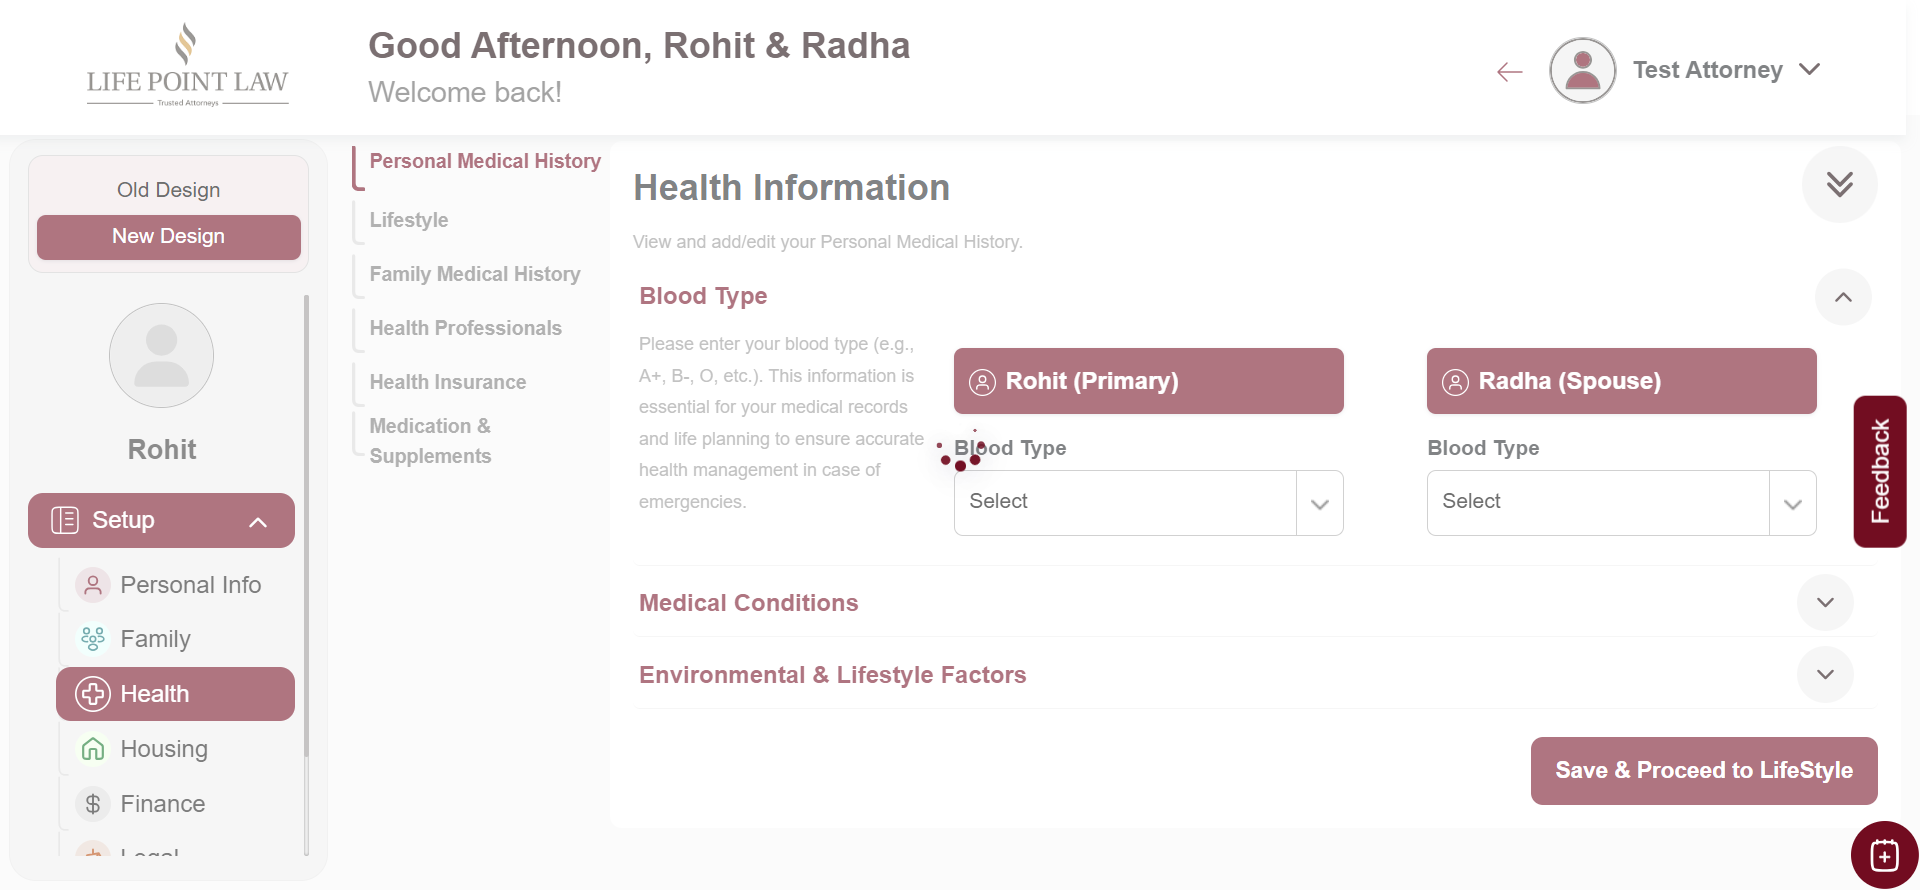 LIFE POINT LAW
Trusted Attorneys
Good Afternoon, Rohit & Radha
Welcome back!
Test Attorney
Old Design
New Design
Rohit
Setup
Personal Info
Family
Health
Housing
Finance
Legal
Personal Medical History
Lifestyle
Family Medical History
Health Professionals
Health Insurance
Medication &
Supplements
Health Information
View and add/edit your Personal Medical History.
Blood Type
Please enter your blood type (e.g.,
A+, B-, O, etc.). This information is
essential for your medical records
and life planning to ensure accurate
health management in case of
emergencies.
Rohit (Primary)
Blood Type
Select
Radha (Spouse)
Blood Type
Select
Medical Conditions
Environmental & Lifestyle Factors
Save & Proceed to LifeStyle
Feedback